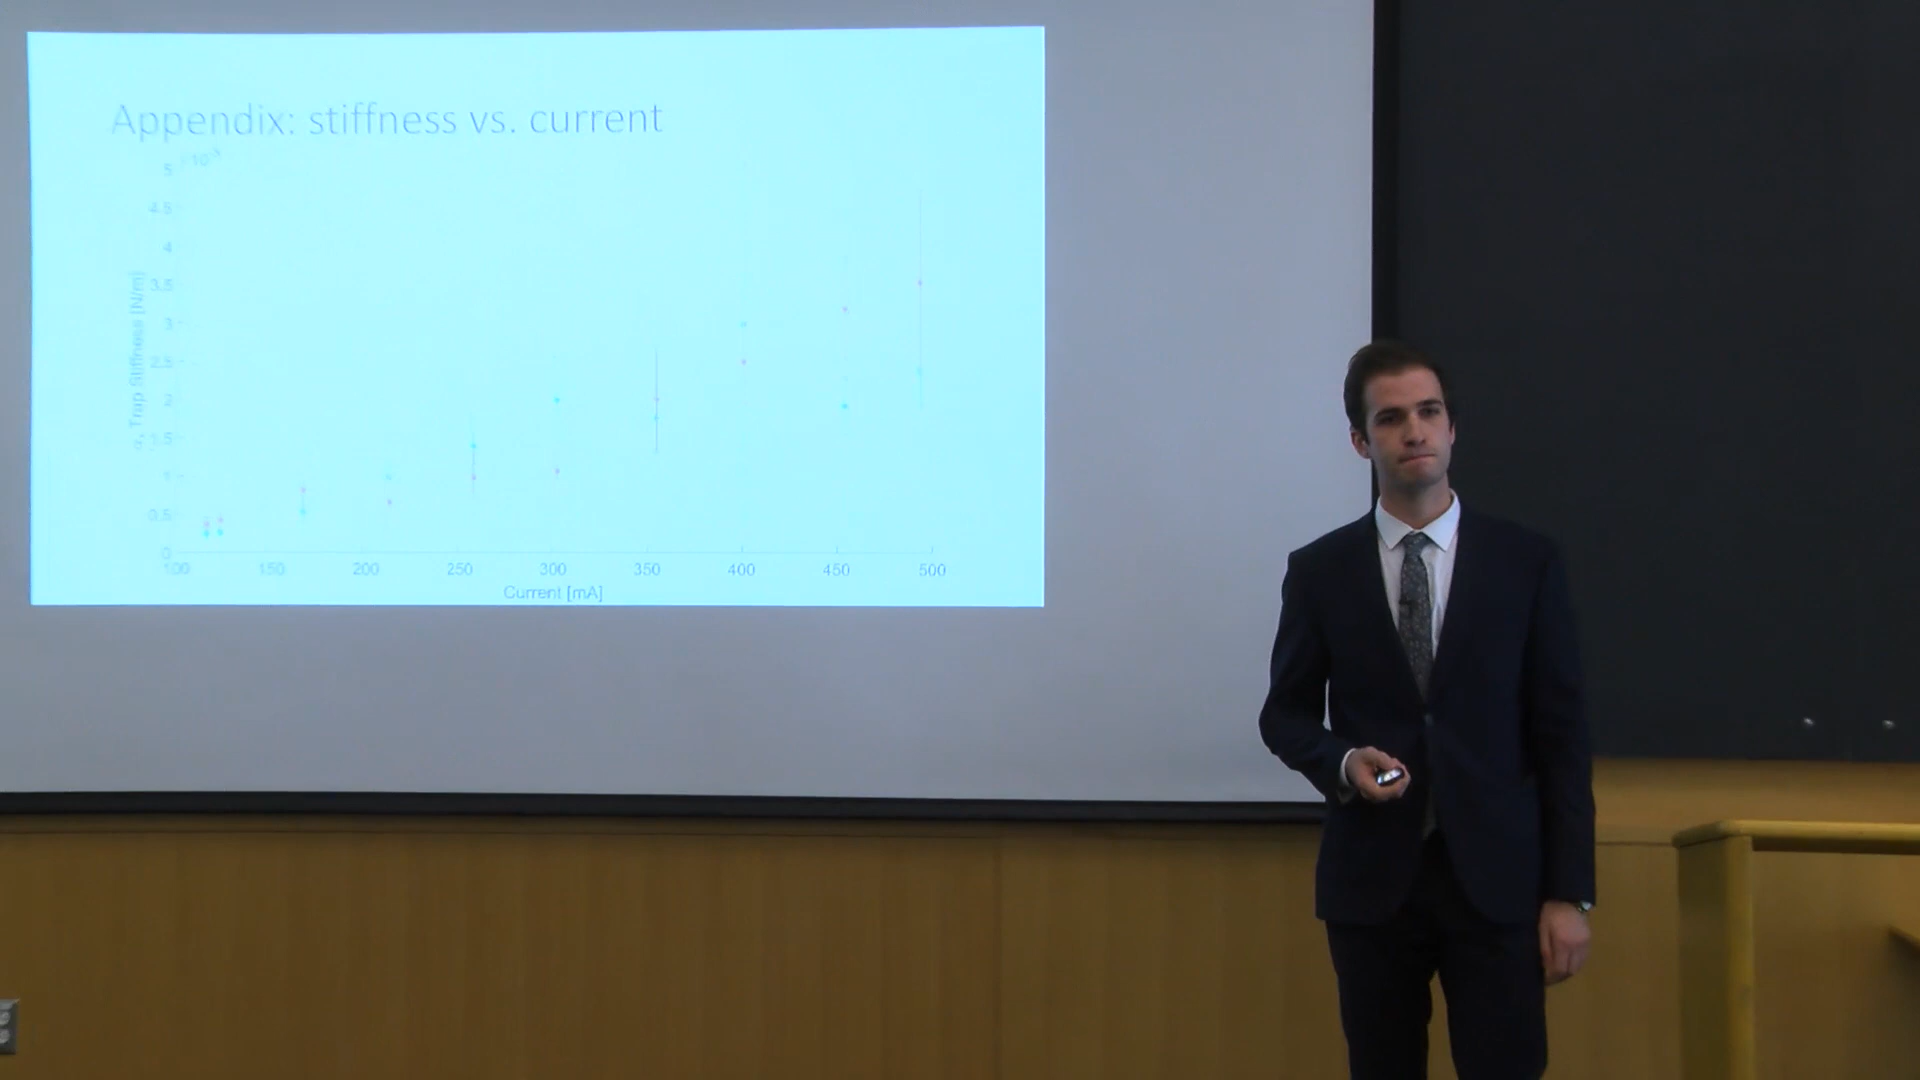 Appendix: stiffness vs. current
5
4.5
4
3.5
3
2.5
2
1.5
1
0.5
0
α, Trap Stiffness [N/m]
100 150 200 250 300 350 400 450 500
Current [mA]